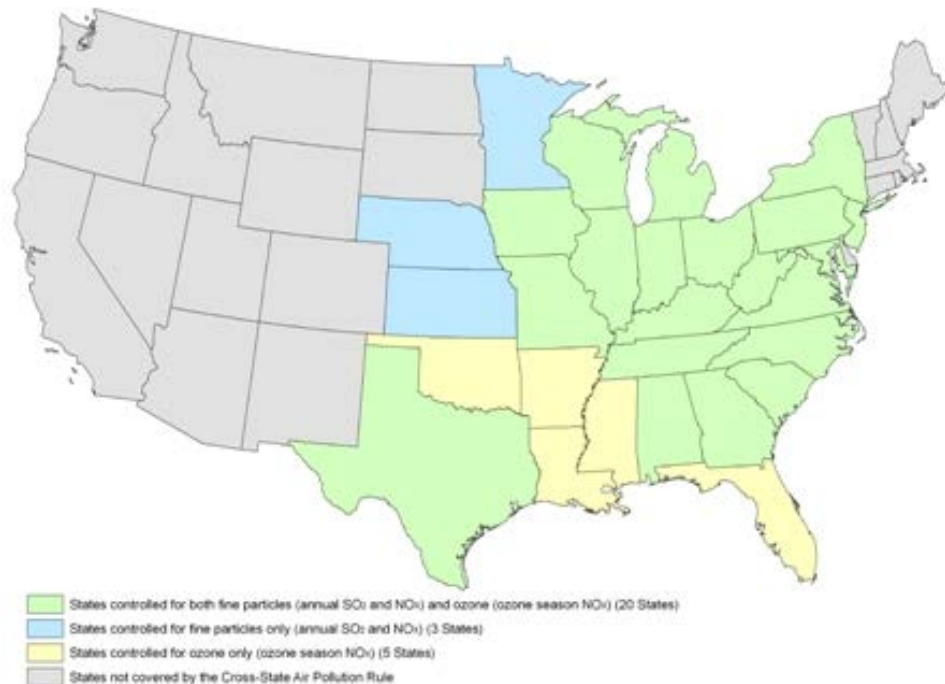 States controlled for both fine particles (annual SO₂ and NOₓ) and ozone (ozone season NOₓ) (20 States)
States controlled for fine particles only (annual SO₂ and NOₓ) (3 States)
States controlled for ozone only (ozone season NOₓ) (5 States)
States not covered by the Cross-State Air Pollution Rule